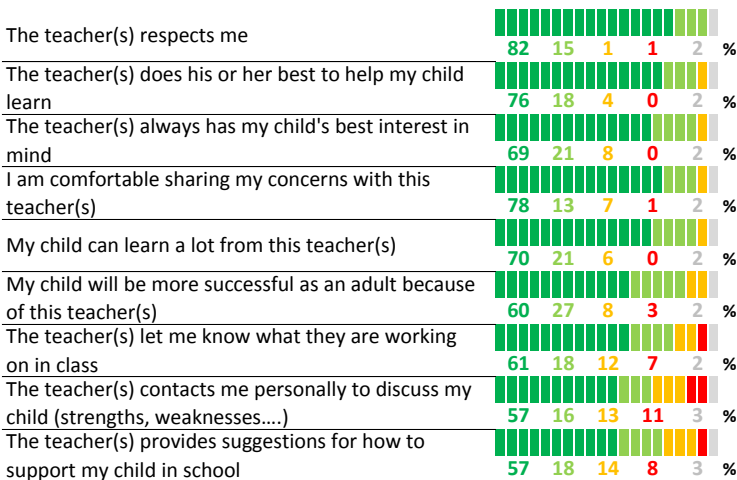 The teacher(s) respects me
82 15 1 1 2 %
The teacher(s) does his or her best to help my child
learn
76 18 4 0 2 %
The teacher(s) always has my child's best interest in
mind
69 21 8 0 2 %
I am comfortable sharing my concerns with this
teacher(s)
78 13 7 1 2 %
My child can learn a lot from this teacher(s)
70 21 6 0 2 %
My child will be more successful as an adult because
of this teacher(s)
60 27 8 3 2 %
The teacher(s) let me know what they are working
on in class
61 18 12 7 2 %
The teacher(s) contacts me personally to discuss my
child (strengths, weaknesses….)
57 16 13 11 3 %
The teacher(s) provides suggestions for how to
support my child in school
57 18 14 8 3 %